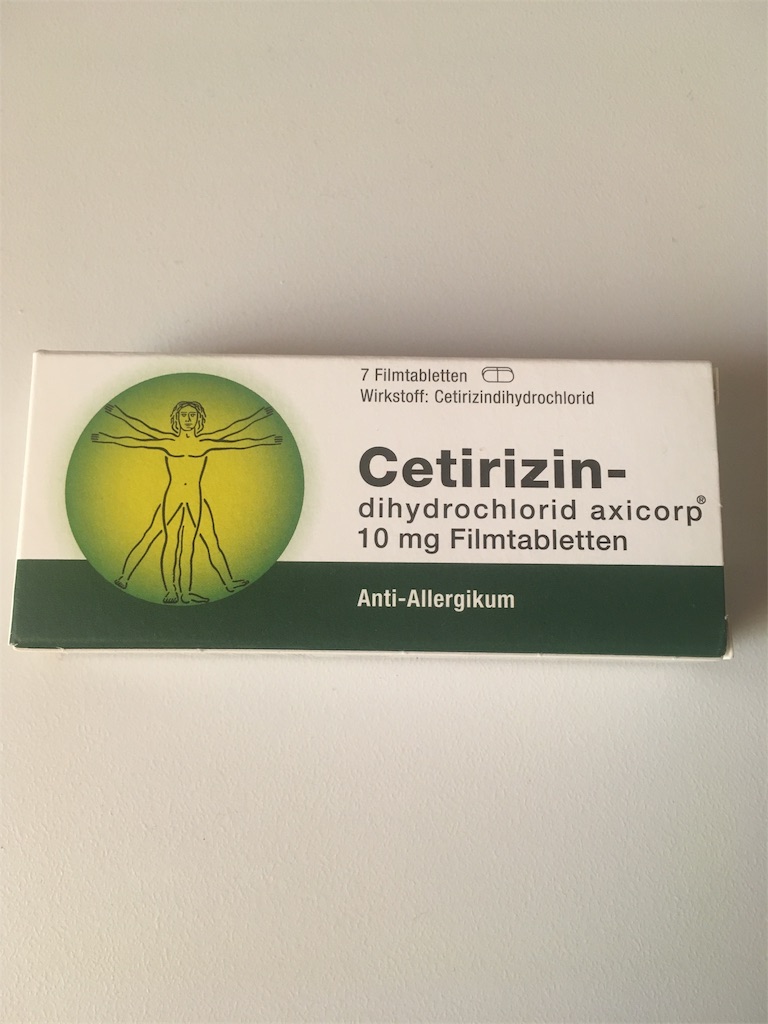 7 Filmtabletten
Wirkstoff: Cetirizindihydrochlorid
Cetirizin-
dihydrochlorid axicorp®
10 mg Filmtabletten
Anti-Allergikum